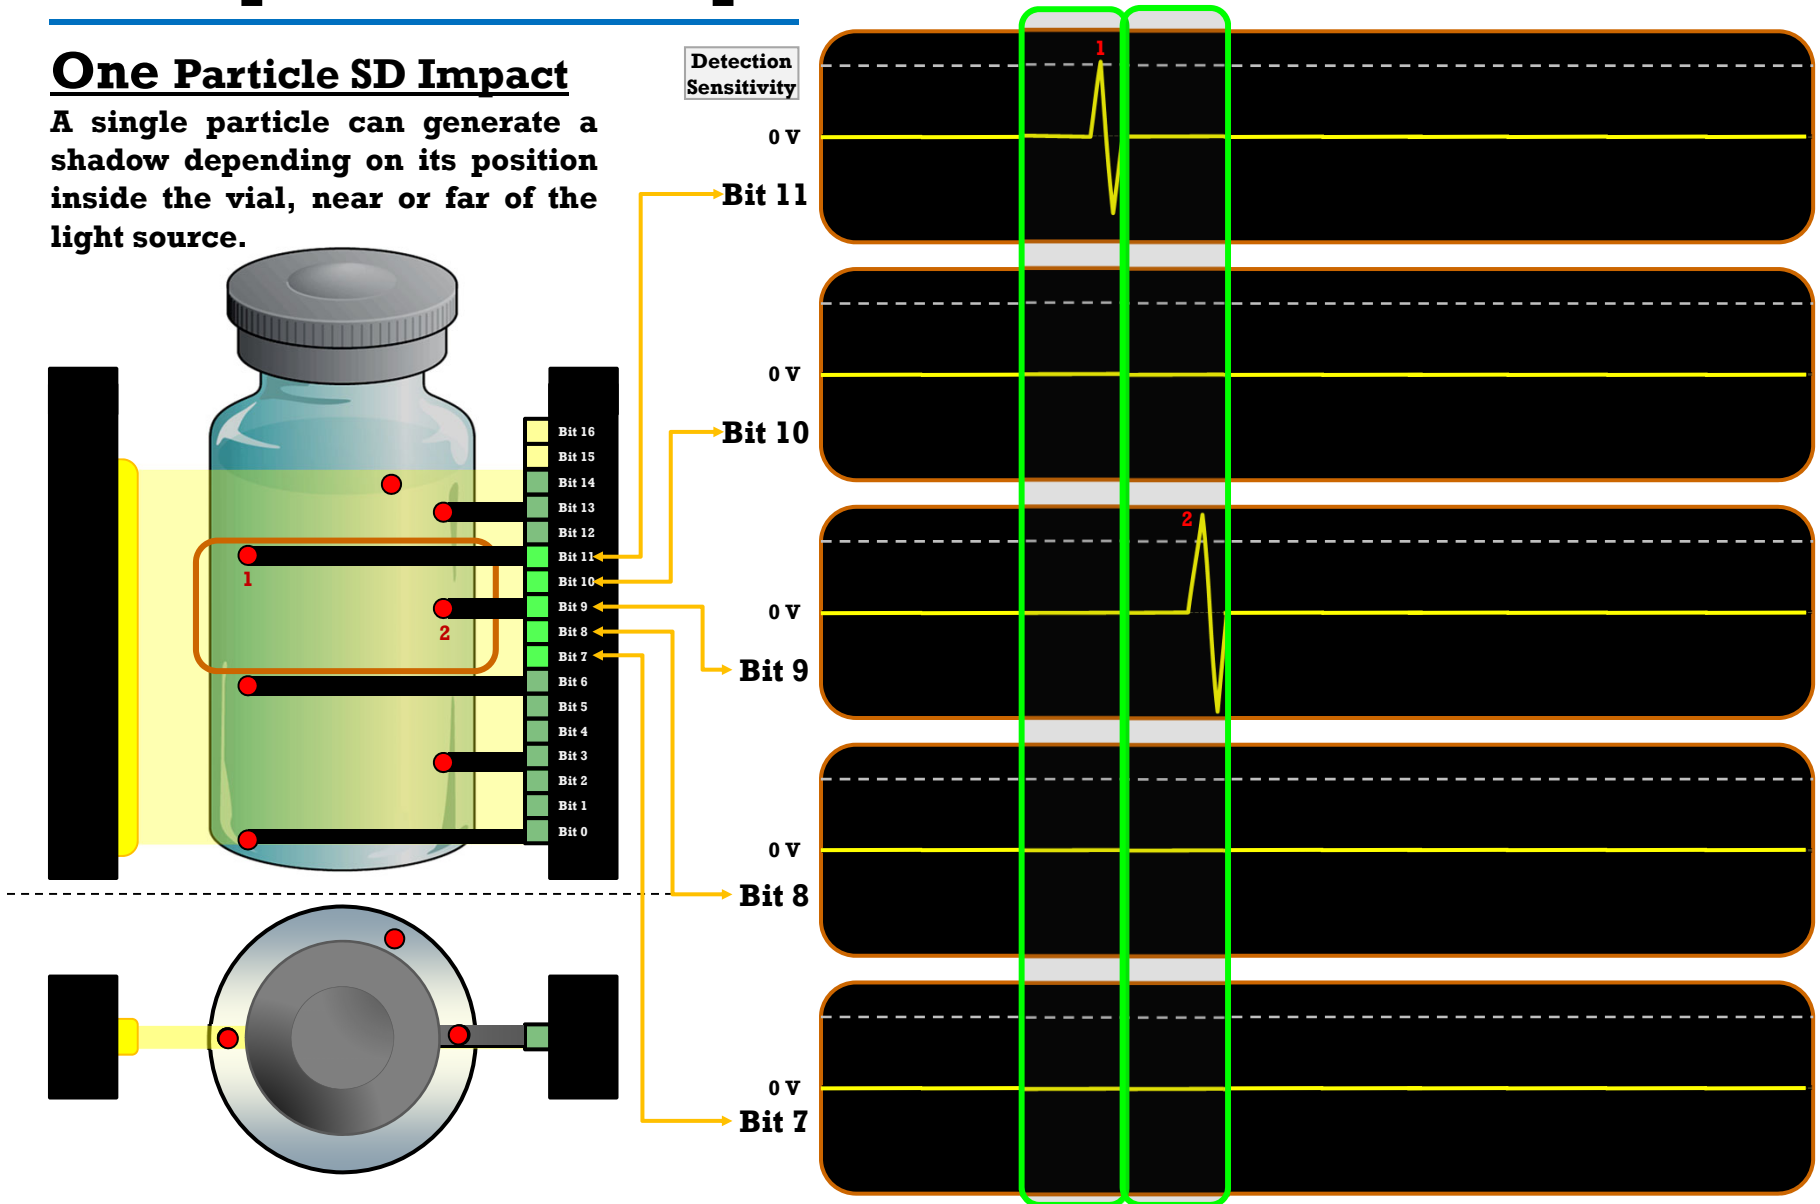 One Particle SD Impact
A single particle can generate a
shadow depending on its position
inside the vial, near or far of the
light source.
Detection
Sensitivity
1
0 V
Bit 11
0 V
Bit 10
2
0 V
Bit 9
0 V
Bit 8
0 V
Bit 7
Bit 16
Bit 15
Bit 14
Bit 13
Bit 12
Bit 11
1
Bit 10
Bit 9
2
Bit 8
Bit 7
Bit 6
Bit 5
Bit 4
Bit 3
Bit 2
Bit 1
Bit 0